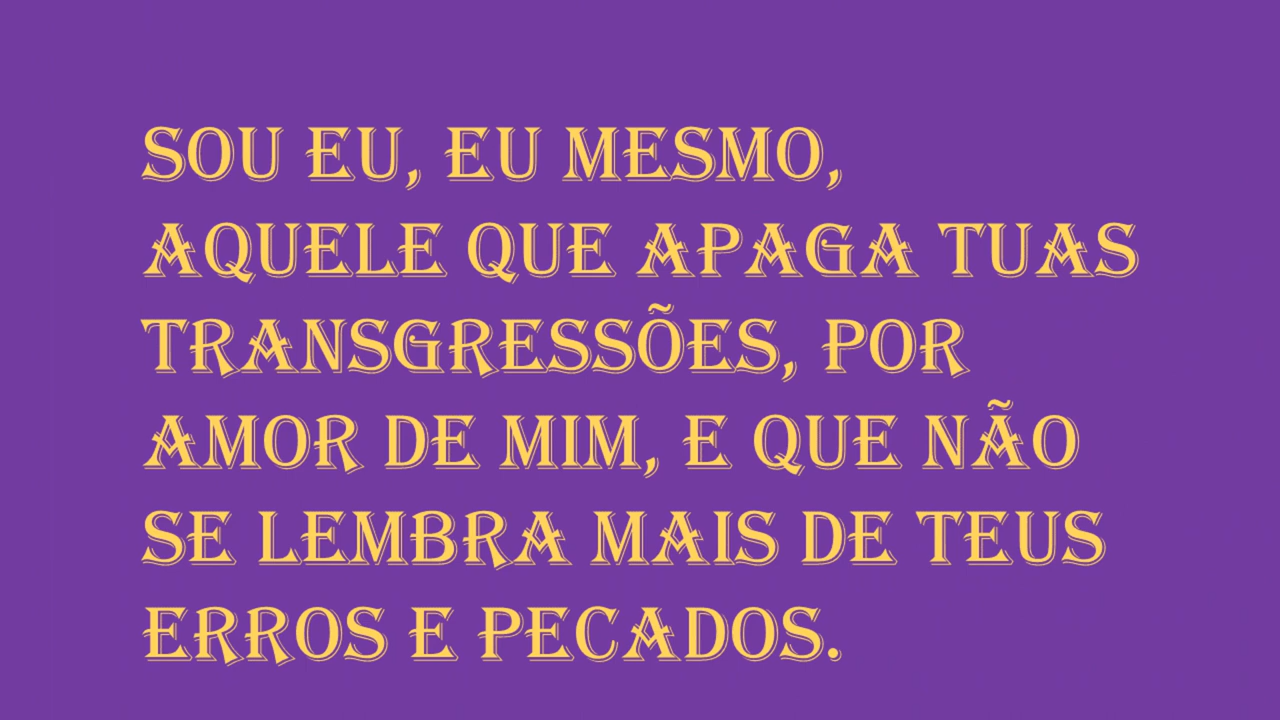 SOU EU, EU MESMO,
AQUELE QUE APAGA TUAS
TRANSGRESSÕES, POR
AMOR DE MIM, E QUE NÃO
SE LEMBRA MAIS DE TEUS
ERROS E PECADOS.